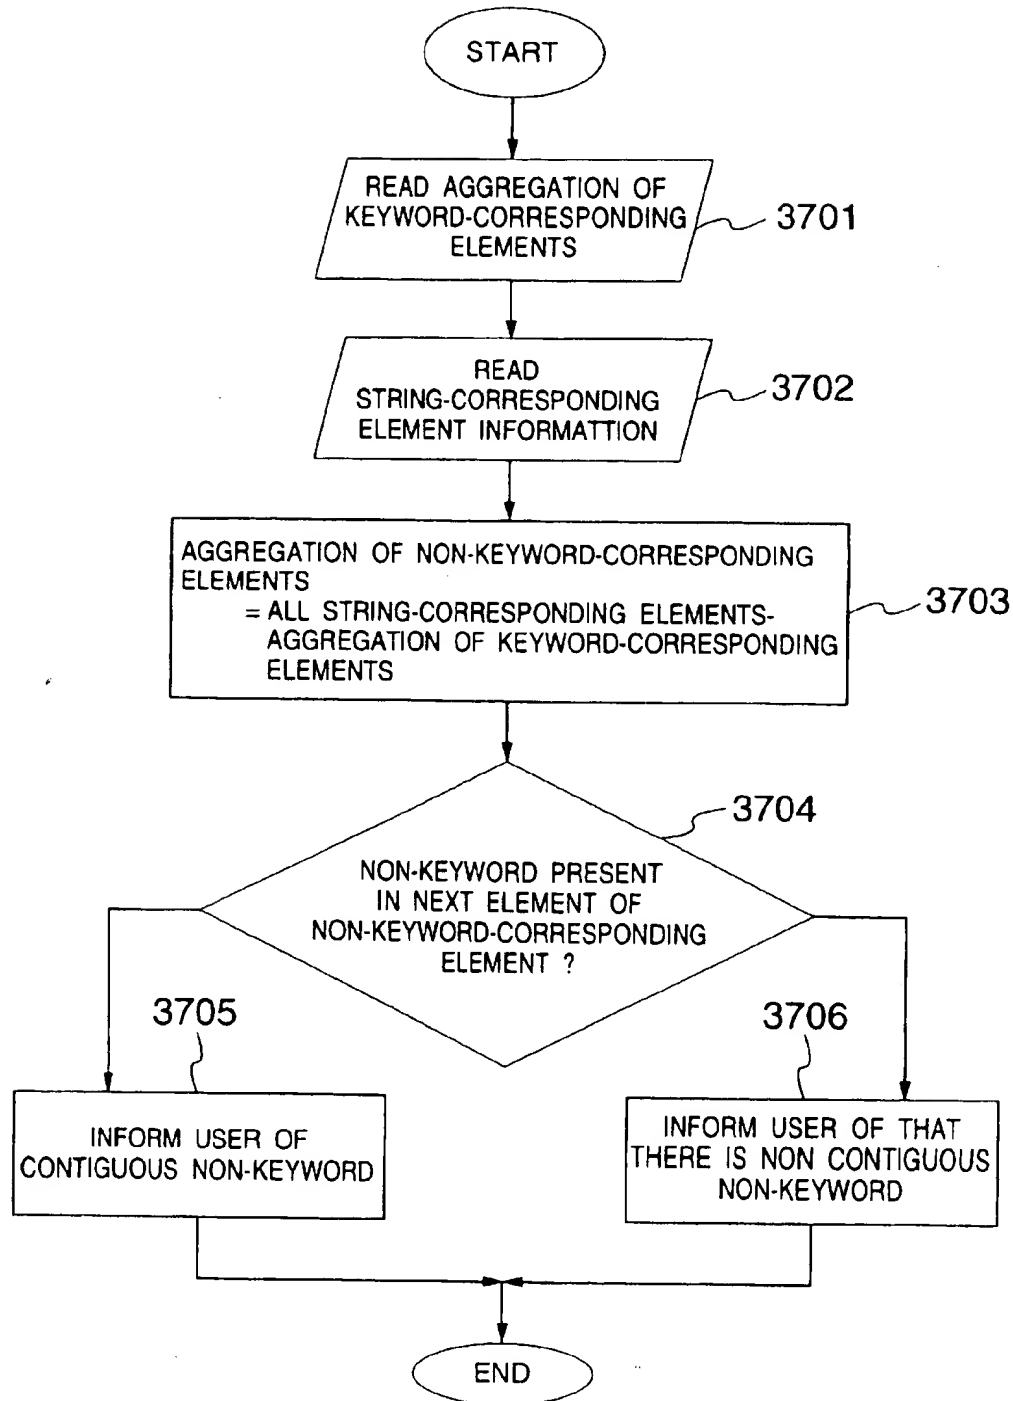 START
READ AGGREGATION OF
KEYWORD-CORRESPONDING
ELEMENTS
3701
READ
STRING-CORRESPONDING
ELEMENT INFORMATTION
3702
AGGREGATION OF NON-KEYWORD-CORRESPONDING
ELEMENTS
= ALL STRING-CORRESPONDING ELEMENTS-
AGGREGATION OF KEYWORD-CORRESPONDING
ELEMENTS
3703
3704
NON-KEYWORD PRESENT
IN NEXT ELEMENT OF
NON-KEYWORD-CORRESPONDING
ELEMENT ?
3705
INFORM USER OF
CONTIGUOUS NON-KEYWORD
3706
INFORM USER OF THAT
THERE IS NON CONTIGUOUS
NON-KEYWORD
END